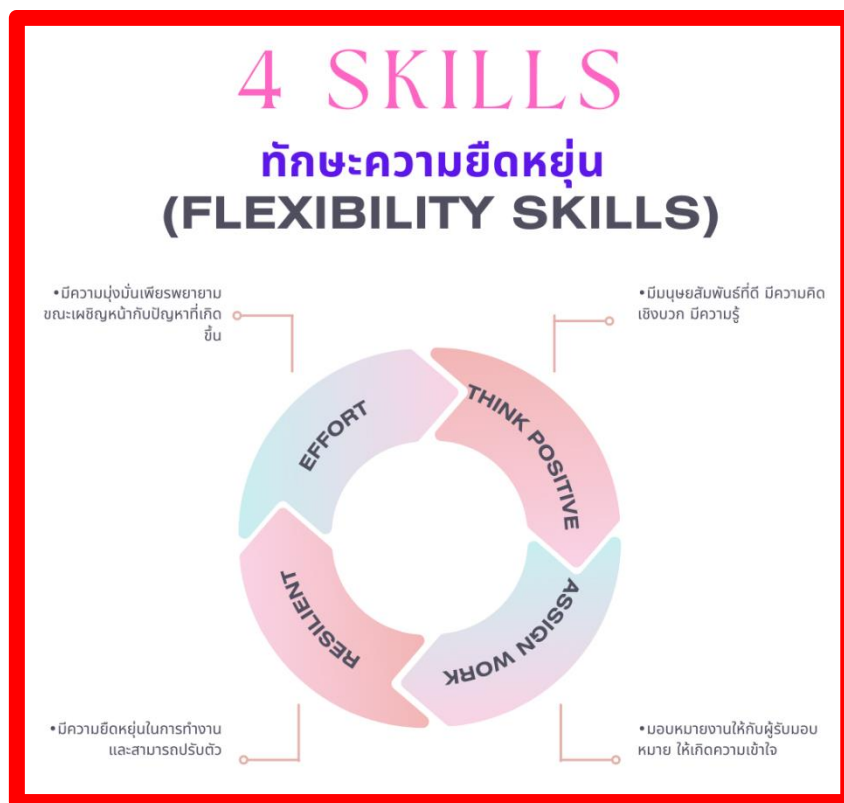 4 SKILLS
ทักษะความยืดหยุ่น
(FLEXIBILITY SKILLS)
•มีความมุ่งมั่นเพียรพยายาม
ขณะเผชิญหน้ากับปัญหาที่เกิด
ขึ้น
•มีมนุษยสัมพันธ์ที่ดี มีความคิด
เชิงบวก มีความรู้
EFFORT
THINK POSITIVE
RESILIENT
ASSIGN WORK
•มีความยืดหยุ่นในการทำงาน
และสามารถปรับตัว
•มอบหมายงานให้กับผู้รับมอบ
หมาย ให้เกิดความเข้าใจ